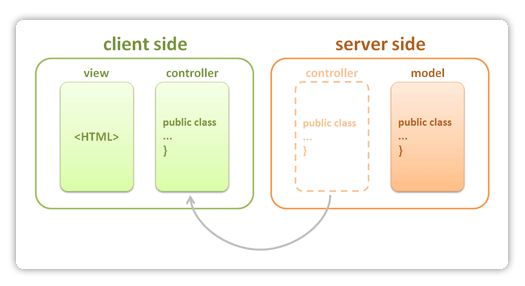 client side
server side
view
controller
controller
model
<HTML>
public class
...
}
public class
...
}
public class
...
}